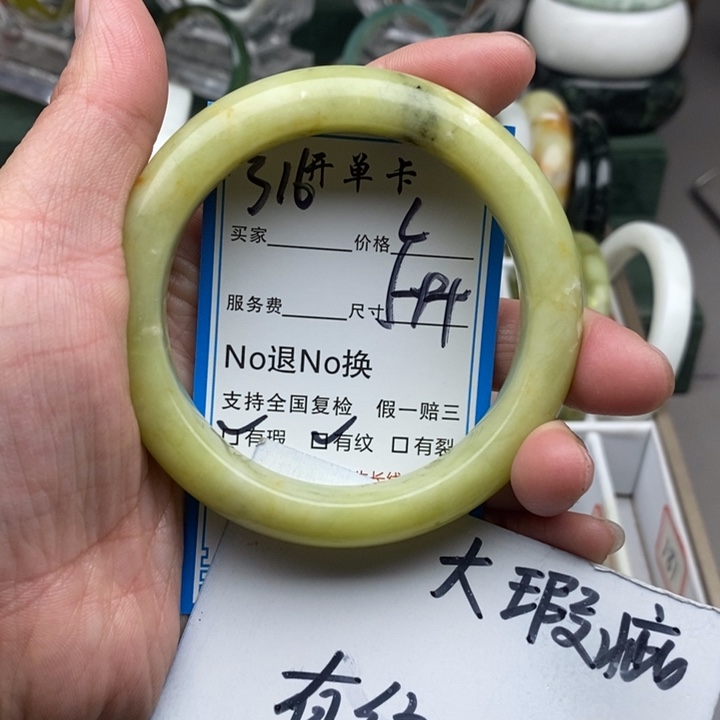 316开单卡
买家 价格
服务费 尺寸
No退No换
支持全国复检 假一赔三
有瑕 有纹 有裂
大瑕疵
有纹